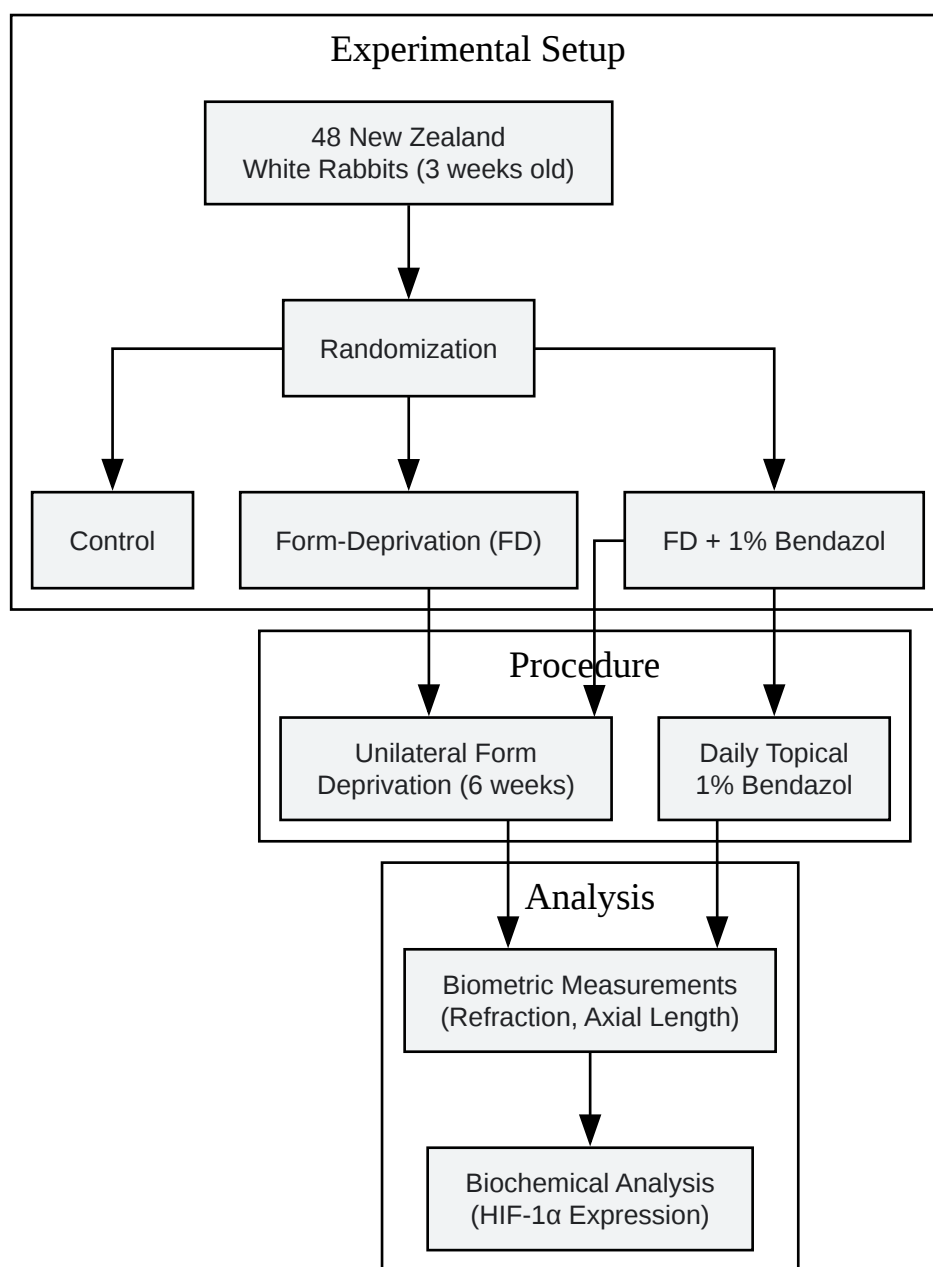 Experimental Setup
48 New Zealand
White Rabbits (3 weeks old)
Randomization
Control
Form-Deprivation (FD)
FD + 1% Bendazol
Procedure
Unilateral Form
Deprivation (6 weeks)
Daily Topical
1% Bendazol
Analysis
Biometric Measurements
(Refraction, Axial Length)
Biochemical Analysis
(HIF-1α Expression)